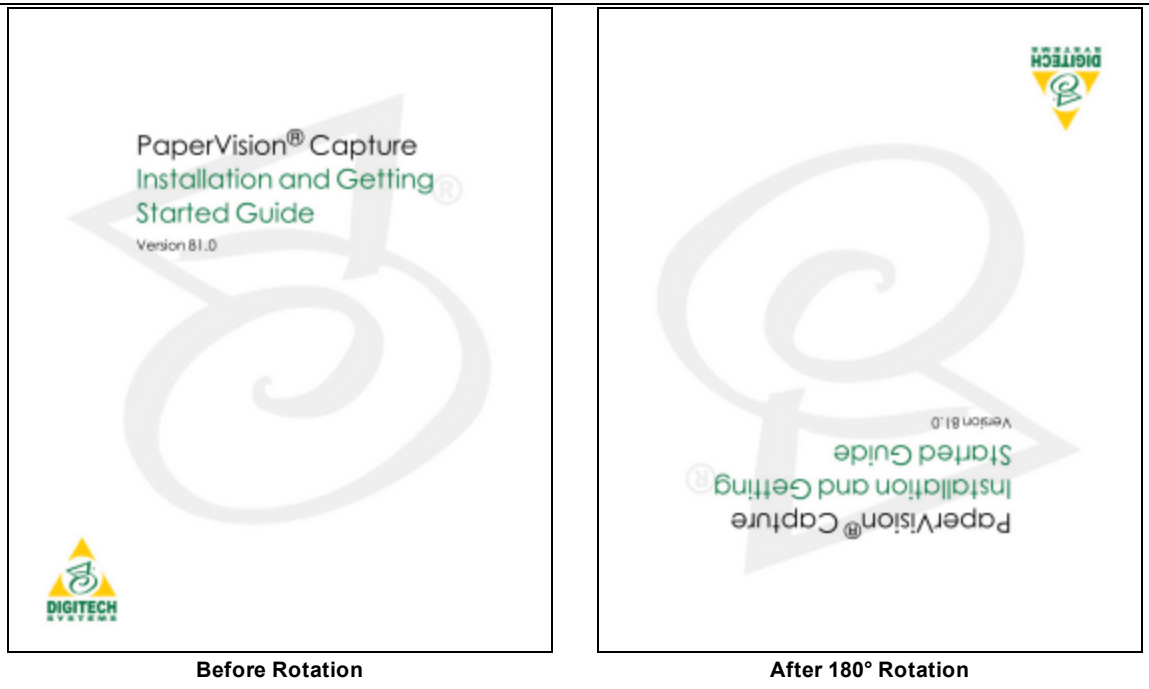 PaperVision® Capture
Installation and Getting
Started Guide
Version 81.0
®
DIGITECH
SYSTEMS
Before Rotation
DIGITECH
SYSTEMS
Version 81.0
Started Guide
Installation and Getting
®
PaperVision® Capture
After 180° Rotation